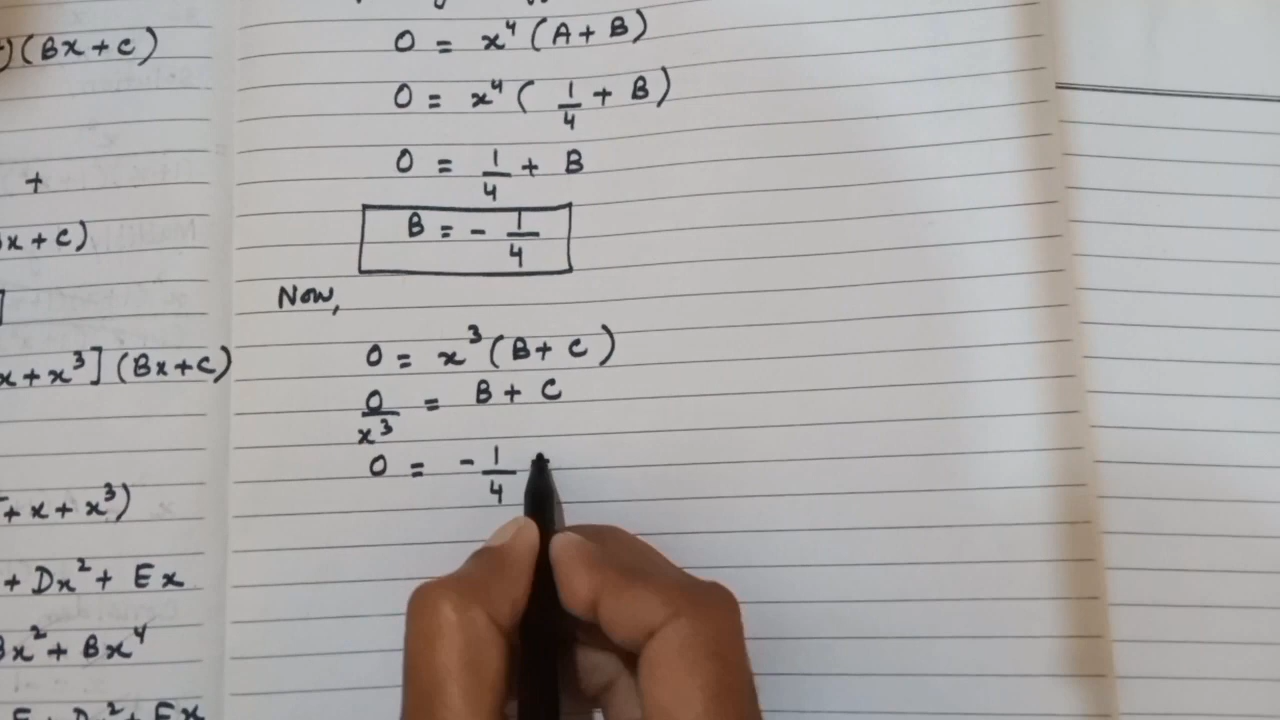 )(Bx+C)
+
x+C)
]
x+x³](Bx+C)
+x+x³)
+Dx²+Ex
Bx²+Bx⁴
0 = x⁴(A+B)
0 = x⁴(1/4+B)
0 = 1/4 + B
B = - 1/4
Now,
0 = x³(B+C)
0/x³ = B+C
0 = -1/4